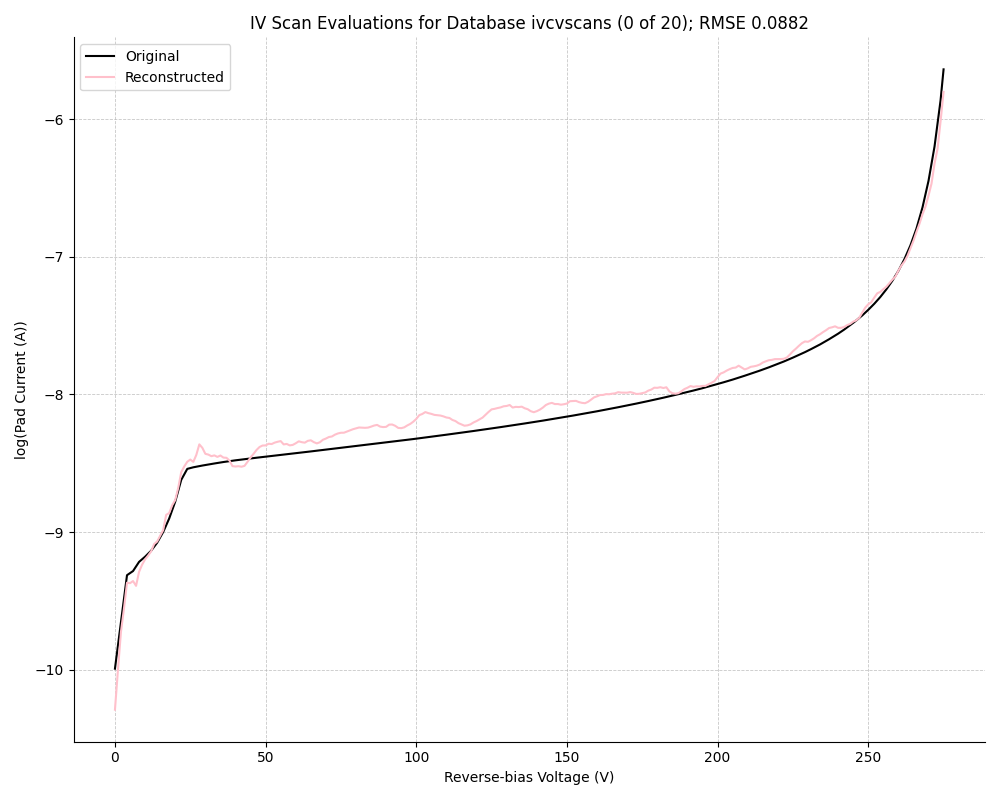 IV Scan Evaluations for Database ivcvscans (0 of 20); RMSE 0.0882
Original
Reconstructed
log(Pad Current (A))
−6
−7
−8
−9
−10
0
50
100
150
200
250
Reverse-bias Voltage (V)